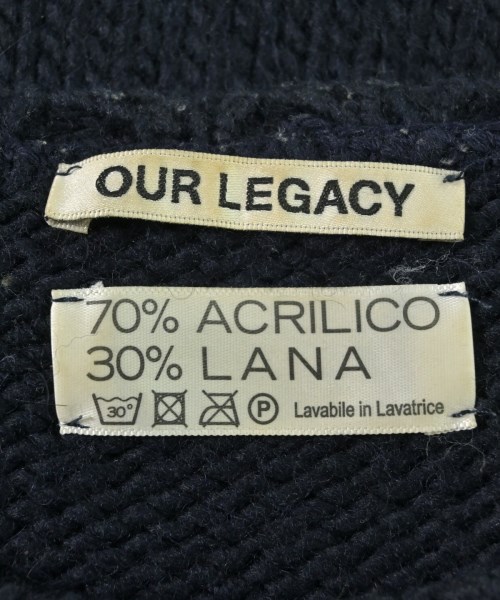 OUR LEGACY
70% ACRILICO
30% LANA
30° P Lavabile in Lavatrice